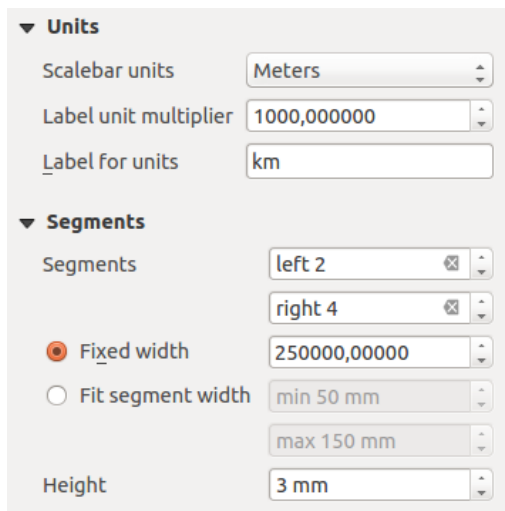 Units
Scalebar units Meters
Label unit multiplier 1000,000000
Label for units km
Segments
Segments left 2
right 4
Fixed width 250000,00000
Fit segment width min 50 mm
max 150 mm
Height 3 mm